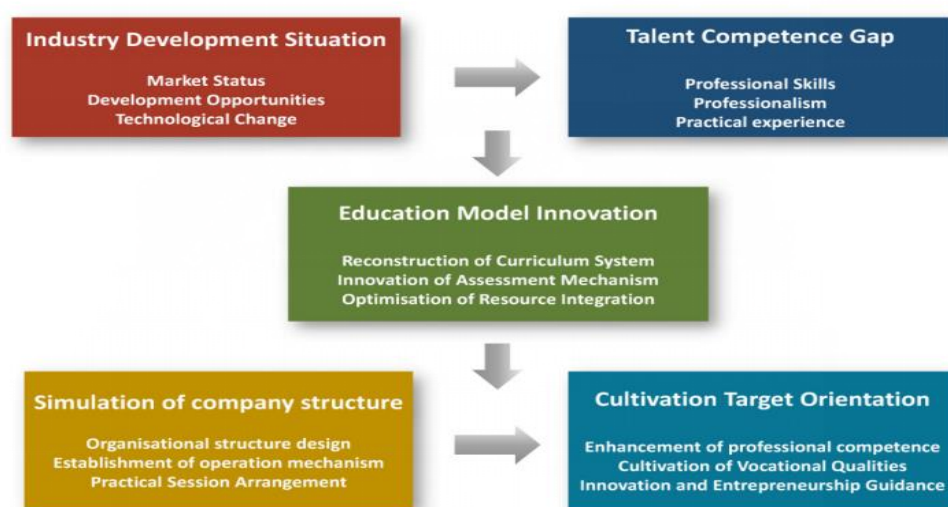 Industry Development Situation
Market Status
Development Opportunities
Technological Change
Talent Competence Gap
Professional Skills
Professionalism
Practical experience
Education Model Innovation
Reconstruction of Curriculum System
Innovation of Assessment Mechanism
Optimisation of Resource Integration
Simulation of company structure
Organisational structure design
Establishment of operation mechanism
Practical Session Arrangement
Cultivation Target Orientation
Enhancement of professional competence
Cultivation of Vocational Qualities
Innovation and Entrepreneurship Guidance